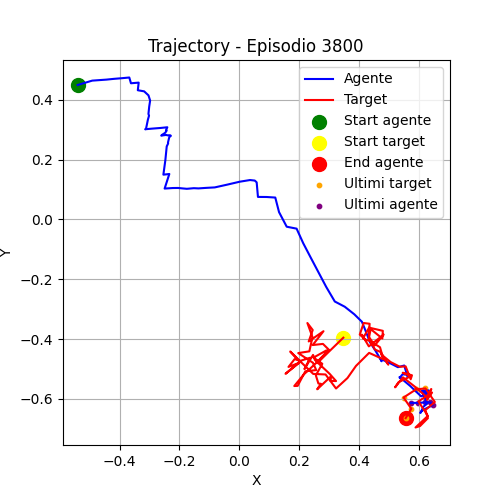 Trajectory - Episodio 3800
Agente
Target
Start agente
Start target
End agente
Ultimi target
Ultimi agente
0.4
0.2
0.0
−0.2
−0.4
−0.6
Y
−0.4
−0.2
0.0
0.2
0.4
0.6
X